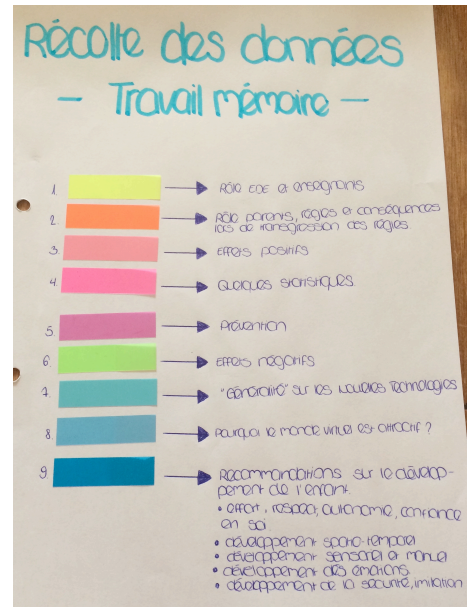 Récolte des données
- Travail mémoire -
1. → Rôle EDE et enseignants
2. → Rôle parents, règles et conséquences
lors de transgression des règles
3. → Effets positifs
4. → Quelques statistiques
5. → Prévention
6. → Effets négatifs
7. → "Généralité" sur les nouvelles technologies
8. → Pourquoi le monde virtuel est attractif ?
9. → Recommandations sur le dévelop-
pement de l'enfant.
• effort, respect, autonomie, confiance
en soi
• développement spatio-temporel
• développement sensoriel et manuel
• développement des émotions
• développement de la sécurité, imitation